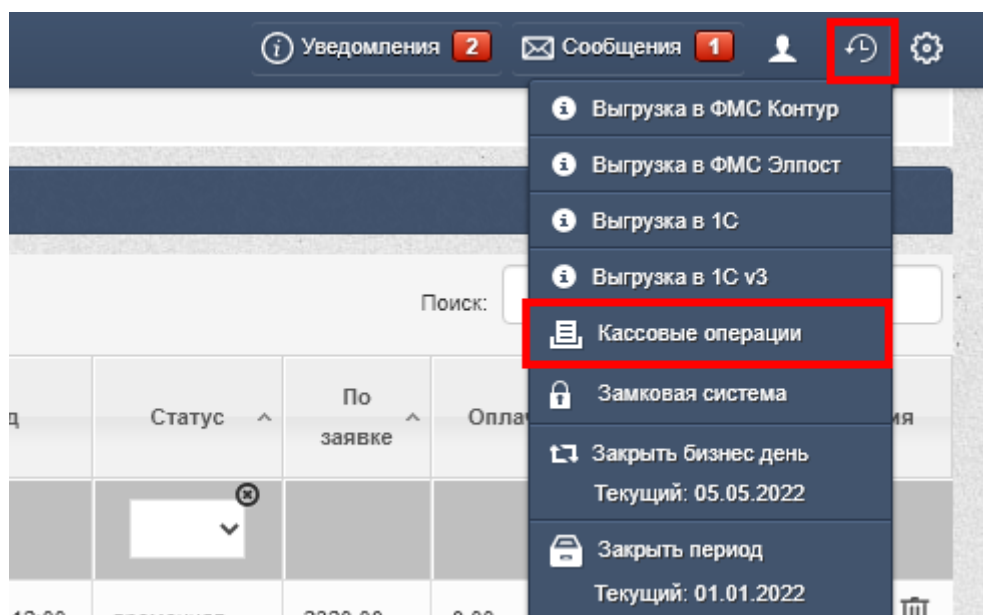 Уведомления 2 Сообщения 1
Выгрузка в ФМС Контур
Выгрузка в ФМС Элпост
Выгрузка в 1С
Выгрузка в 1С v3
Поиск:
Кассовые операции
Замковая система
Статус
По
заявке
Закрыть бизнес день
Текущий: 05.05.2022
Закрыть период
Текущий: 01.01.2022